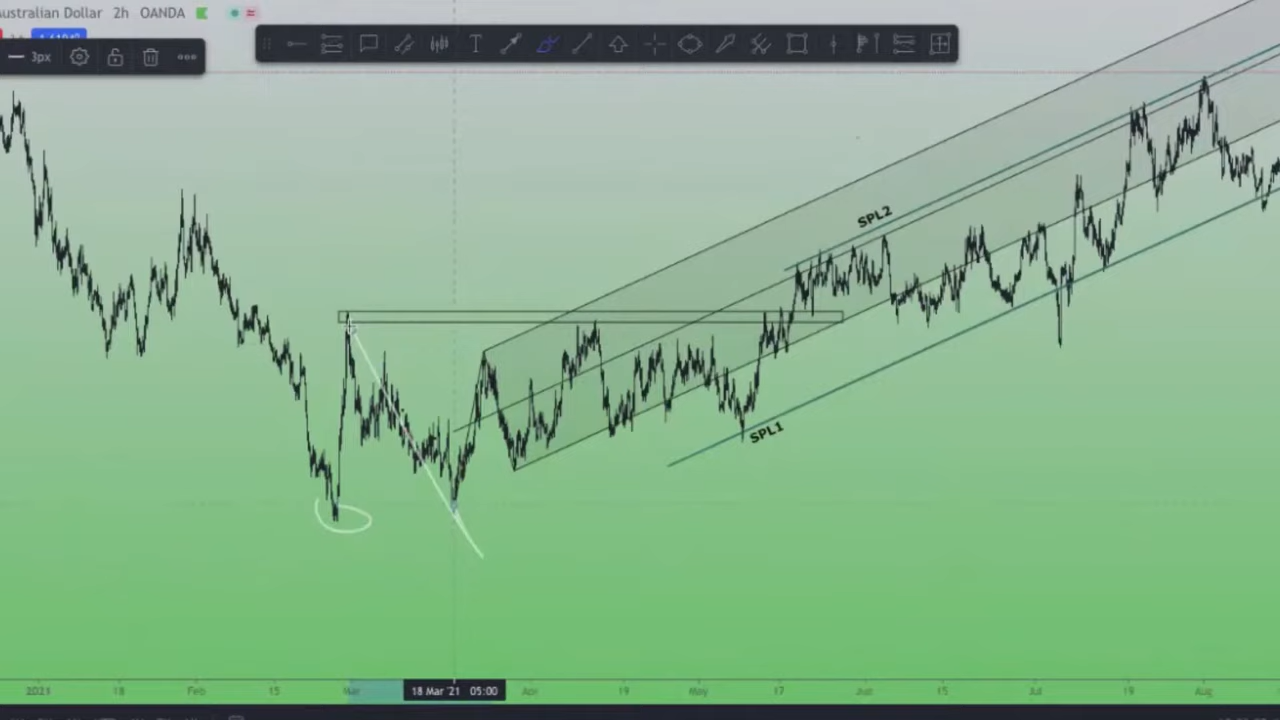 Australian Dollar 2h OANDA
3px
SPL2
SPL1
2021 18 Feb 15 Mar 18 Mar '21 05:00 Apr 19 May 17 Jun 15 Jul 19 Aug